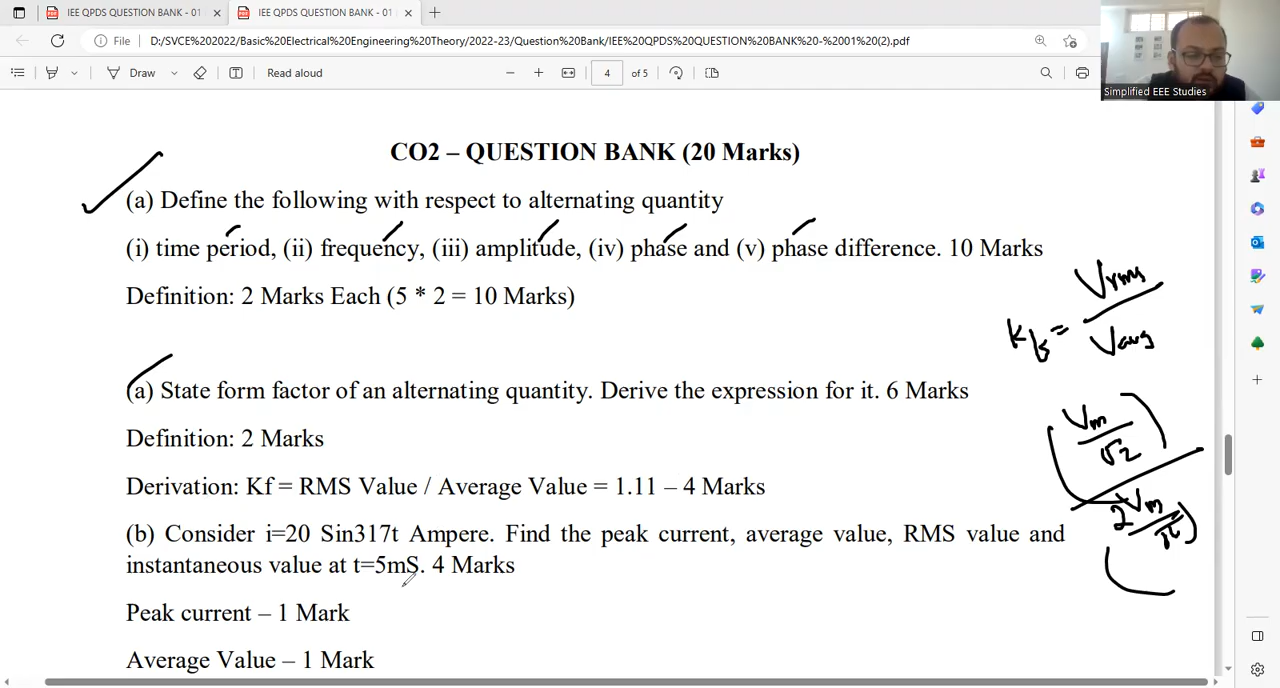 IEE QPDS QUESTION BANK - 01
IEE QPDS QUESTION BANK - 01
File
D:/SVCE%202022/Basic%20Electrical%20Engineering%20Theory/2022-23/Question%20Bank/IEE%20QPDS%20QUESTION%20BANK%20-%2001%20(2).pdf
Draw
Read aloud
4
of 5
Simplified EEE Studies
CO2 – QUESTION BANK (20 Marks)
(a) Define the following with respect to alternating quantity
(i) time period, (ii) frequency, (iii) amplitude, (iv) phase and (v) phase difference. 10 Marks
Definition: 2 Marks Each (5 * 2 = 10 Marks)
Kf = Vrms
Vavg
(a) State form factor of an alternating quantity. Derive the expression for it. 6 Marks
(Vm
√2)
Definition: 2 Marks
Derivation: Kf = RMS Value / Average Value = 1.11 – 4 Marks
(2Vm
π)
(b) Consider i=20 Sin317t Ampere. Find the peak current, average value, RMS value and
instantaneous value at t=5mS. 4 Marks
Peak current – 1 Mark
Average Value – 1 Mark